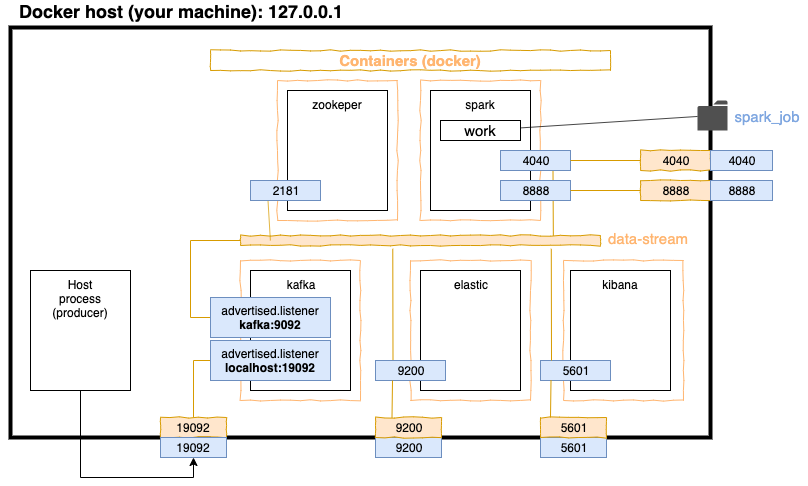 Docker host (your machine): 127.0.0.1
Containers (docker)
zookeper
spark
work
spark_job
4040
4040
4040
2181
8888
8888
8888
data-stream
Host
process
(producer)
kafka
elastic
kibana
advertised.listener
kafka:9092
advertised.listener
localhost:19092
9200
5601
19092
9200
5601
19092
9200
5601